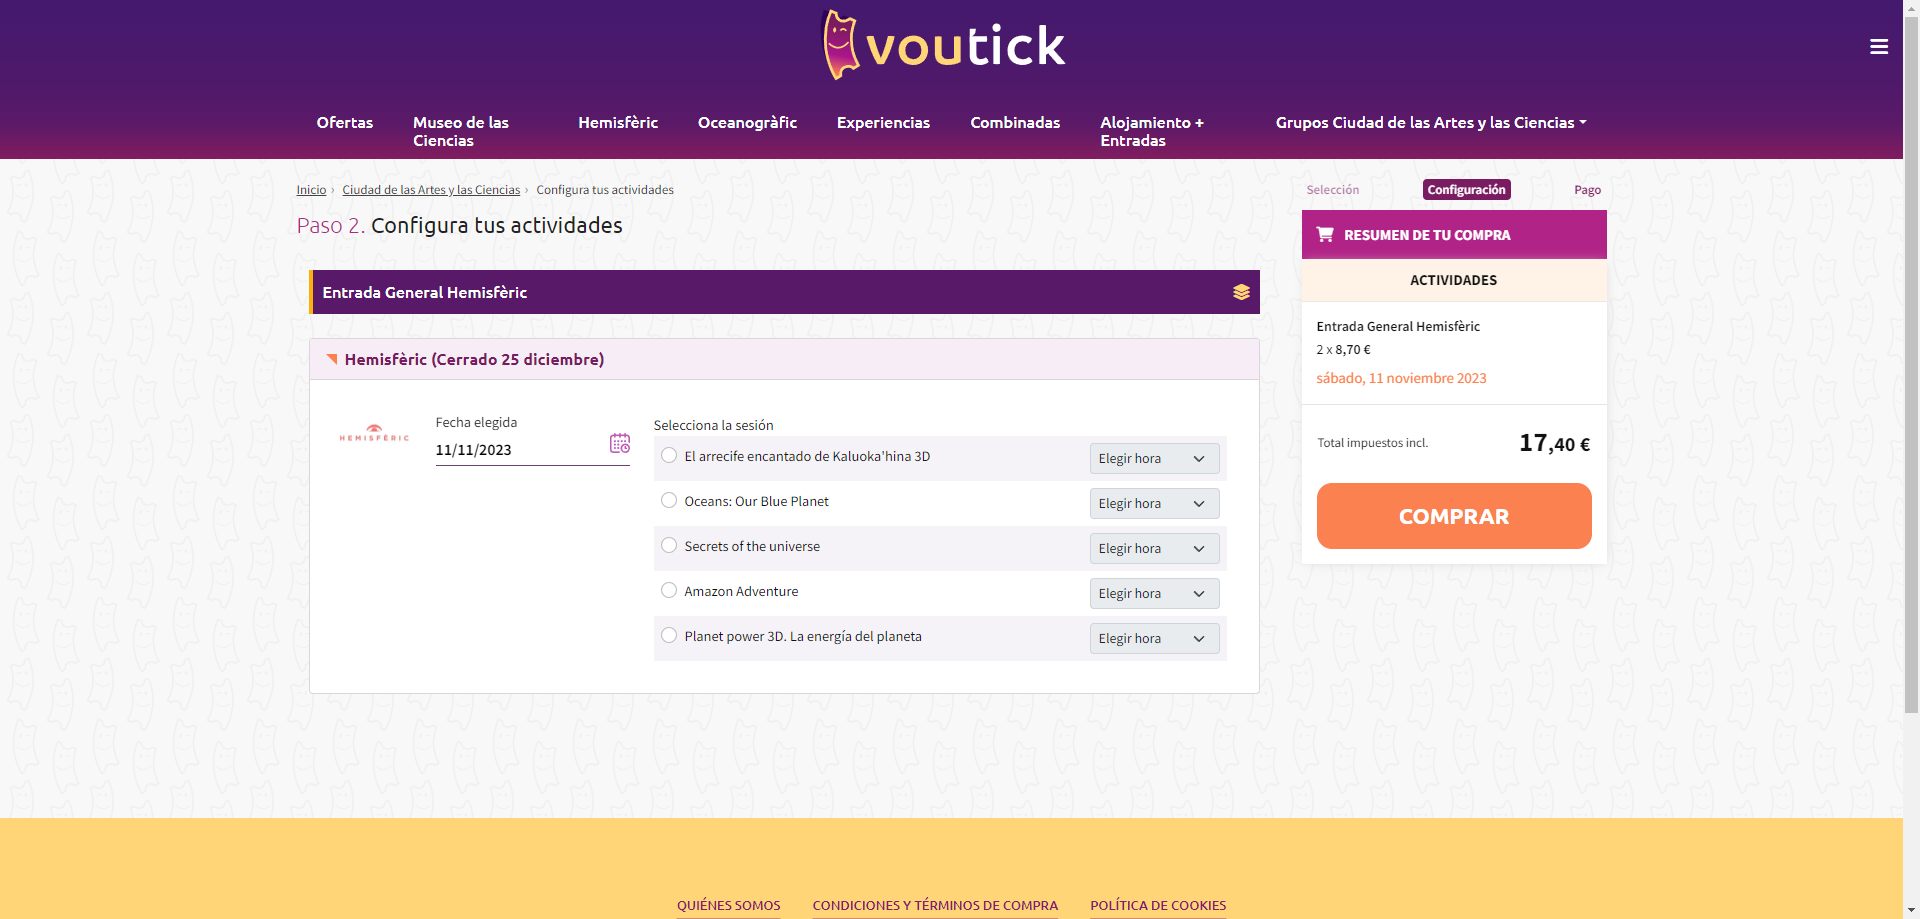 voutick
Ofertas
Museo de las
Ciencias
Hemisfèric
Oceanogràfic
Experiencias
Combinadas
Alojamiento +
Entradas
Grupos Ciudad de las Artes y las Ciencias
Inicio › Ciudad de las Artes y las Ciencias › Configura tus actividades
Paso 2. Configura tus actividades
Entrada General Hemisfèric
Hemisfèric (Cerrado 25 diciembre)
HEMISFÈRIC
Fecha elegida
11/11/2023
Selecciona la sesión
El arrecife encantado de Kaluoka'hina 3D Elegir hora
Oceans: Our Blue Planet Elegir hora
Secrets of the universe Elegir hora
Amazon Adventure Elegir hora
Planet power 3D. La energía del planeta Elegir hora
Selección Configuración Pago
RESUMEN DE TU COMPRA
ACTIVIDADES
Entrada General Hemisfèric
2 x 8,70 €
sábado, 11 noviembre 2023
Total impuestos incl. 17,40 €
COMPRAR
QUIÉNES SOMOS CONDICIONES Y TÉRMINOS DE COMPRA POLÍTICA DE COOKIES